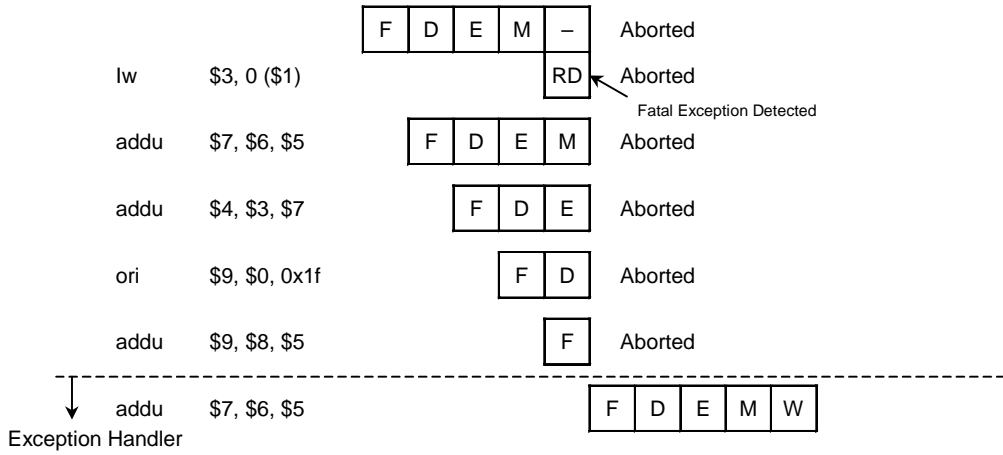 F D E M – Aborted
lw $3, 0 ($1) RD Aborted
Fatal Exception Detected
addu $7, $6, $5 F D E M Aborted
addu $4, $3, $7 F D E Aborted
ori $9, $0, 0x1f F D Aborted
addu $9, $8, $5 F Aborted
addu $7, $6, $5 F D E M W
Exception Handler